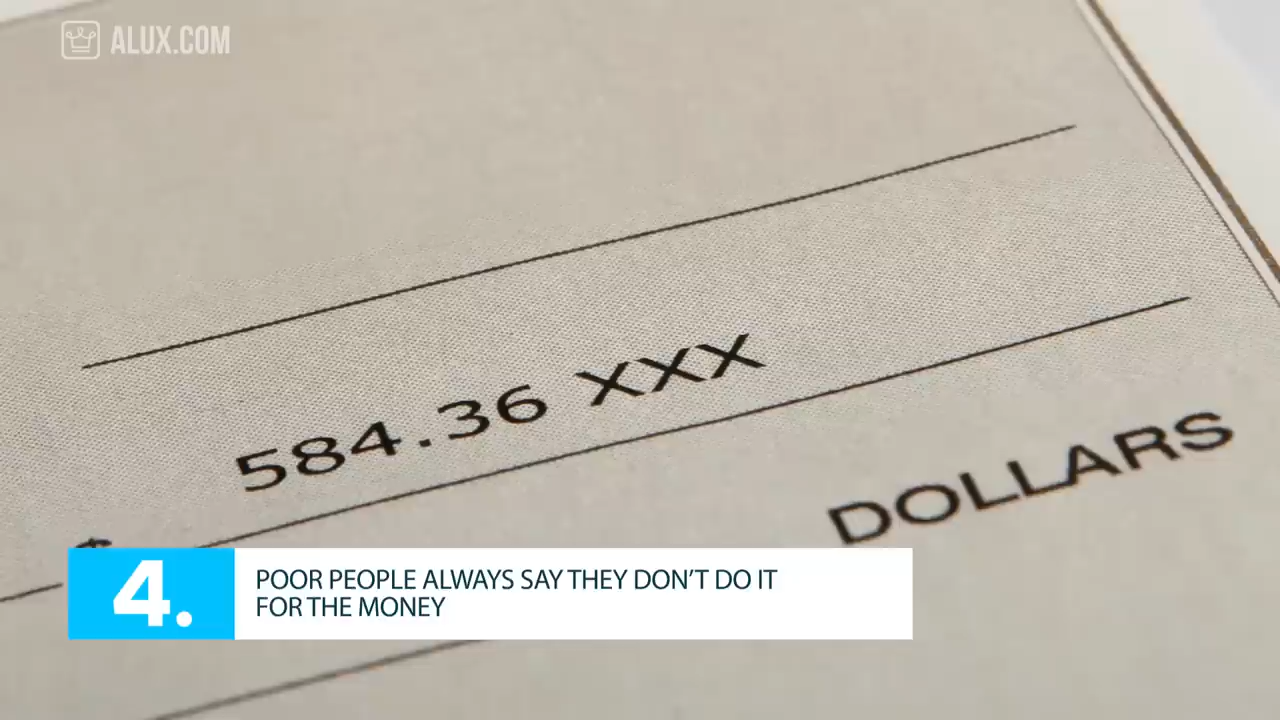 ALUX.COM
584.36 XXX
$
DOLLARS
4.
POOR PEOPLE ALWAYS SAY THEY DON'T DO IT
FOR THE MONEY